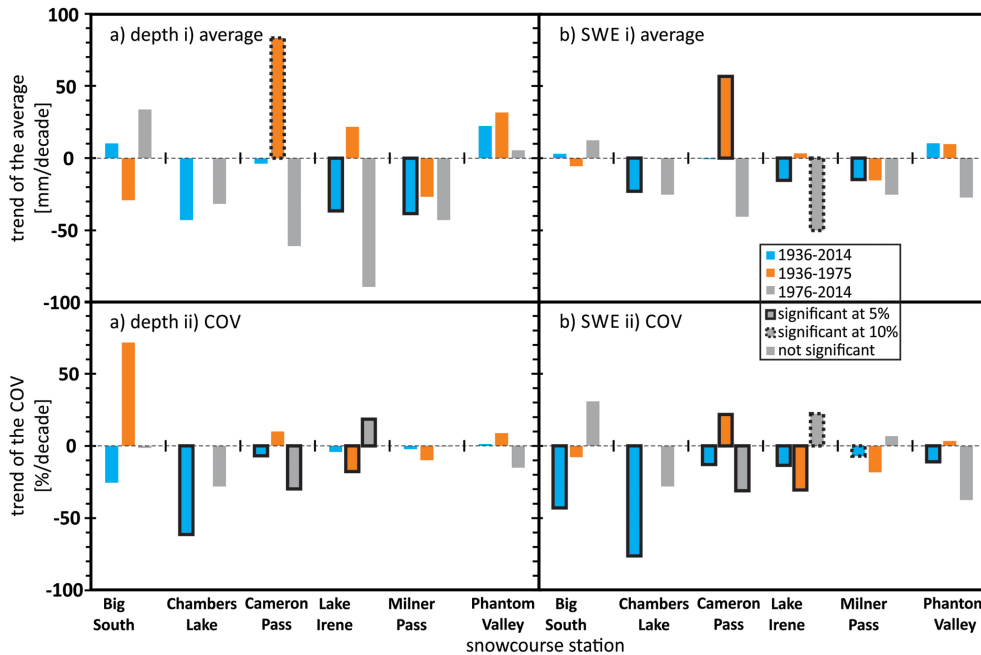 100
50
0
-50
-100
50
0
-50
-100
trend of the average
[mm/decade]
trend of the COV
[%/decade]
a) depth i) average
b) SWE i) average
1936-2014
1936-1975
1976-2014
significant at 5%
significant at 10%
not significant
a) depth ii) COV
b) SWE ii) COV
Big
South
Chambers
Lake
Cameron
Pass
Lake
Irene
Milner
Pass
Phantom
Valley
Big
South
Chambers
Lake
Cameron
Pass
Lake
Irene
Milner
Pass
Phantom
Valley
snowcourse station